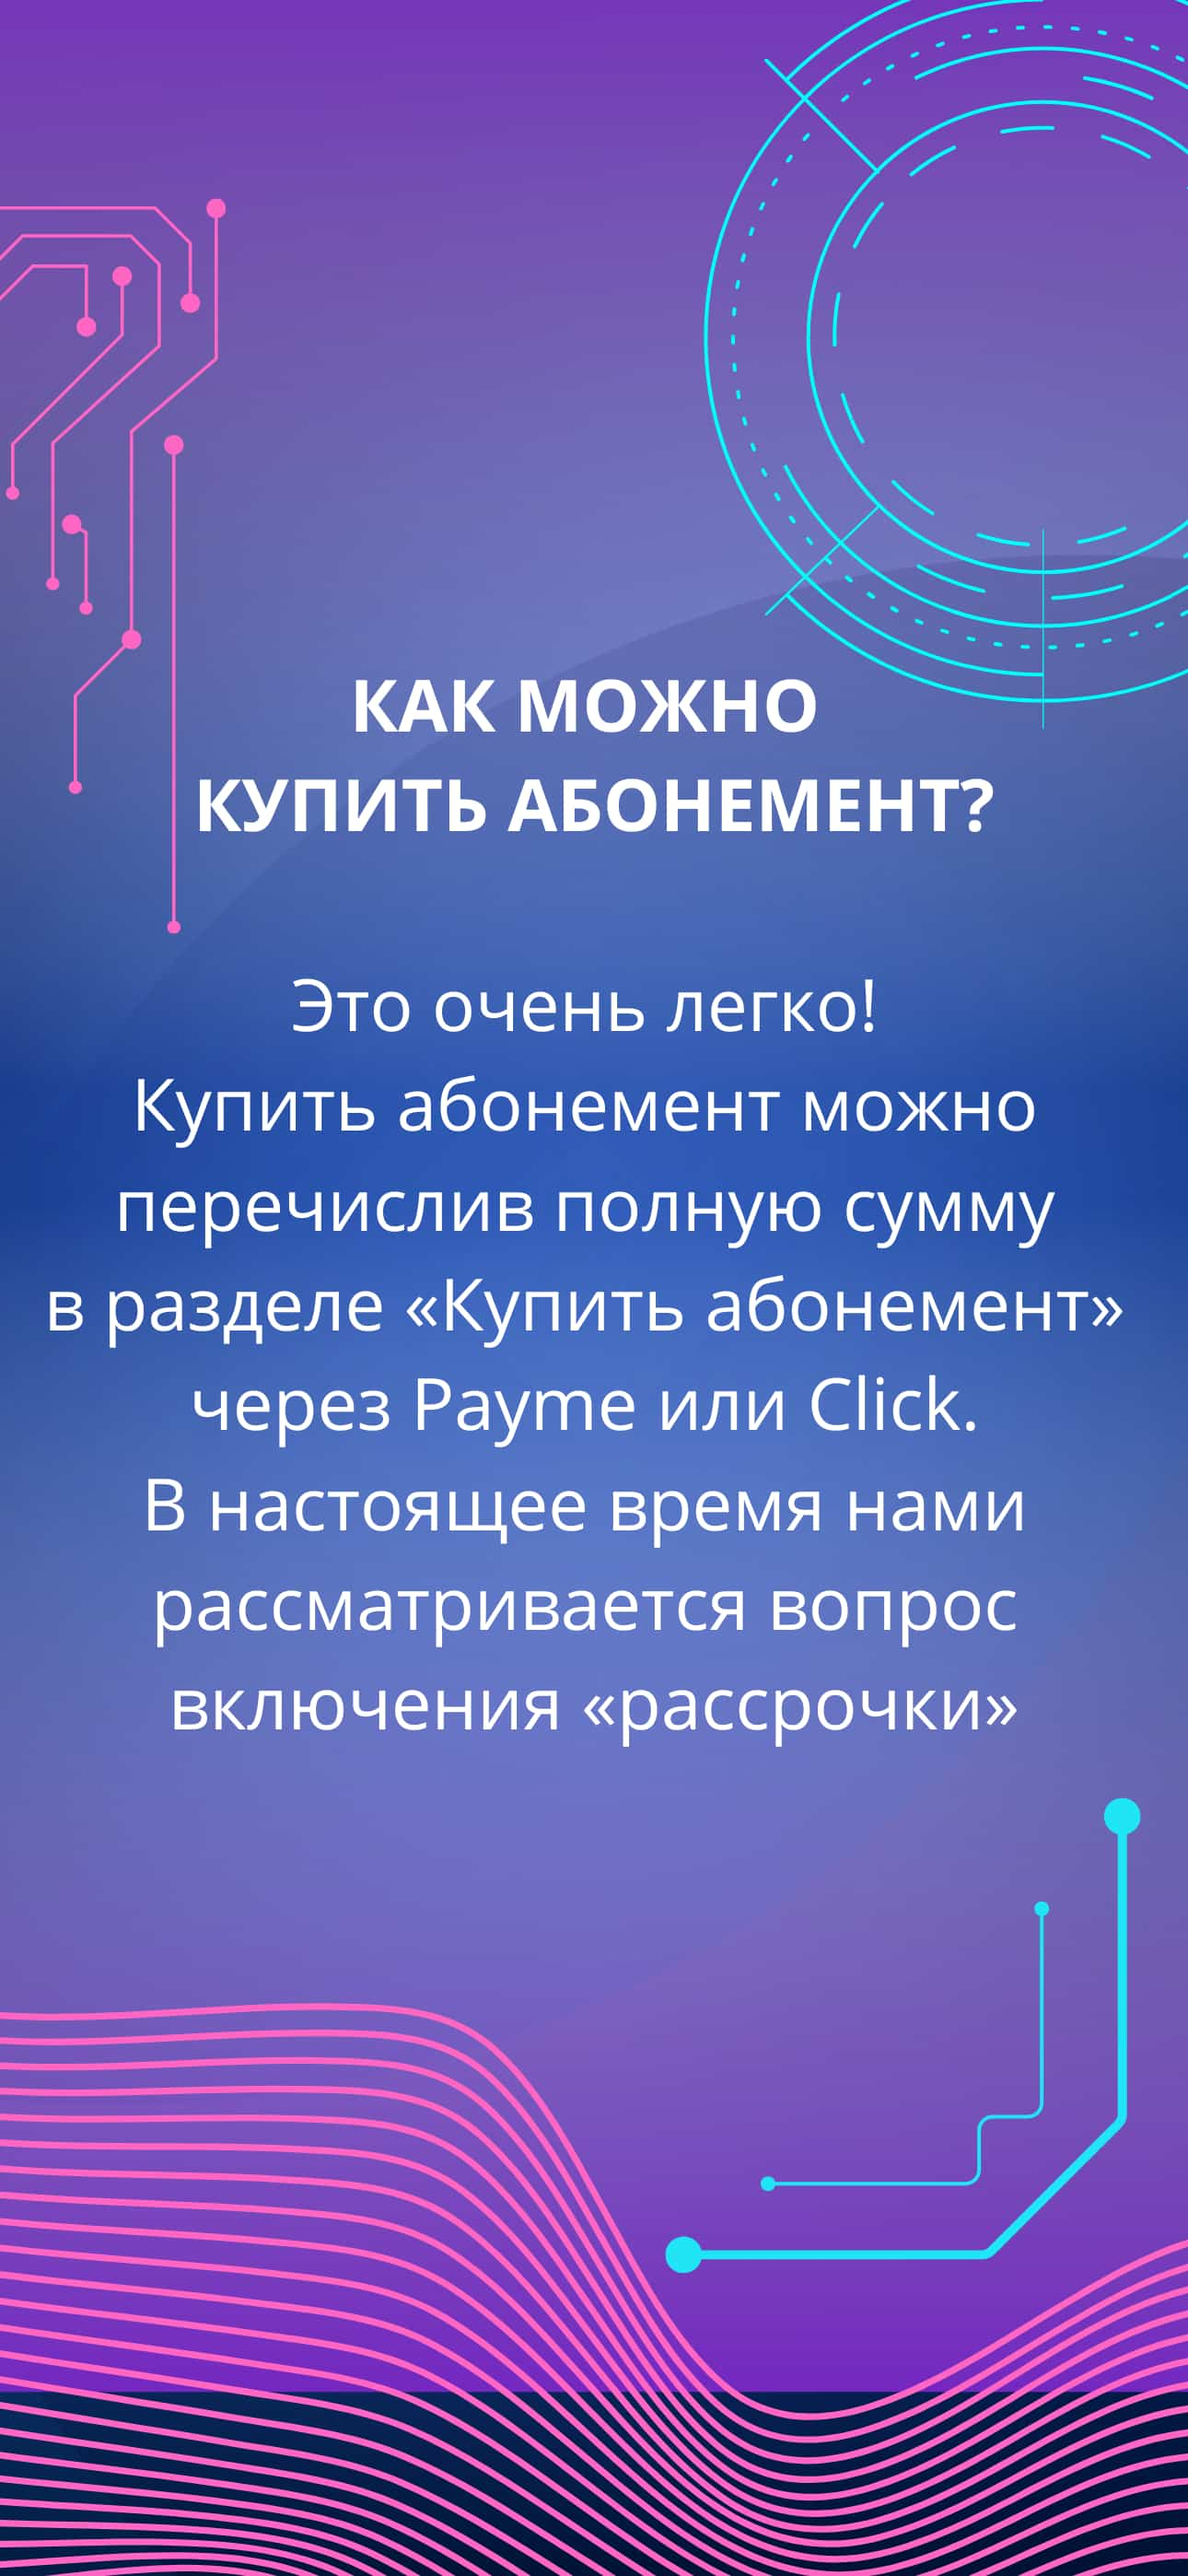 КАК МОЖНО
КУПИТЬ АБОНЕМЕНТ?
Это очень легко!
Купить абонемент можно
перечислив полную сумму
в разделе «Купить абонемент»
через Payme или Click.
В настоящее время нами
рассматривается вопрос
включения «рассрочки»